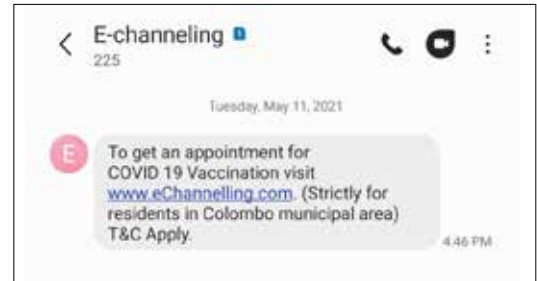 E-channeling
225
Tuesday, May 11, 2021
E
To get an appointment for
COVID 19 Vaccination visit
www.eChannelling.com. (Strictly for
residents in Colombo municipal area)
T&C Apply.
4:46 PM